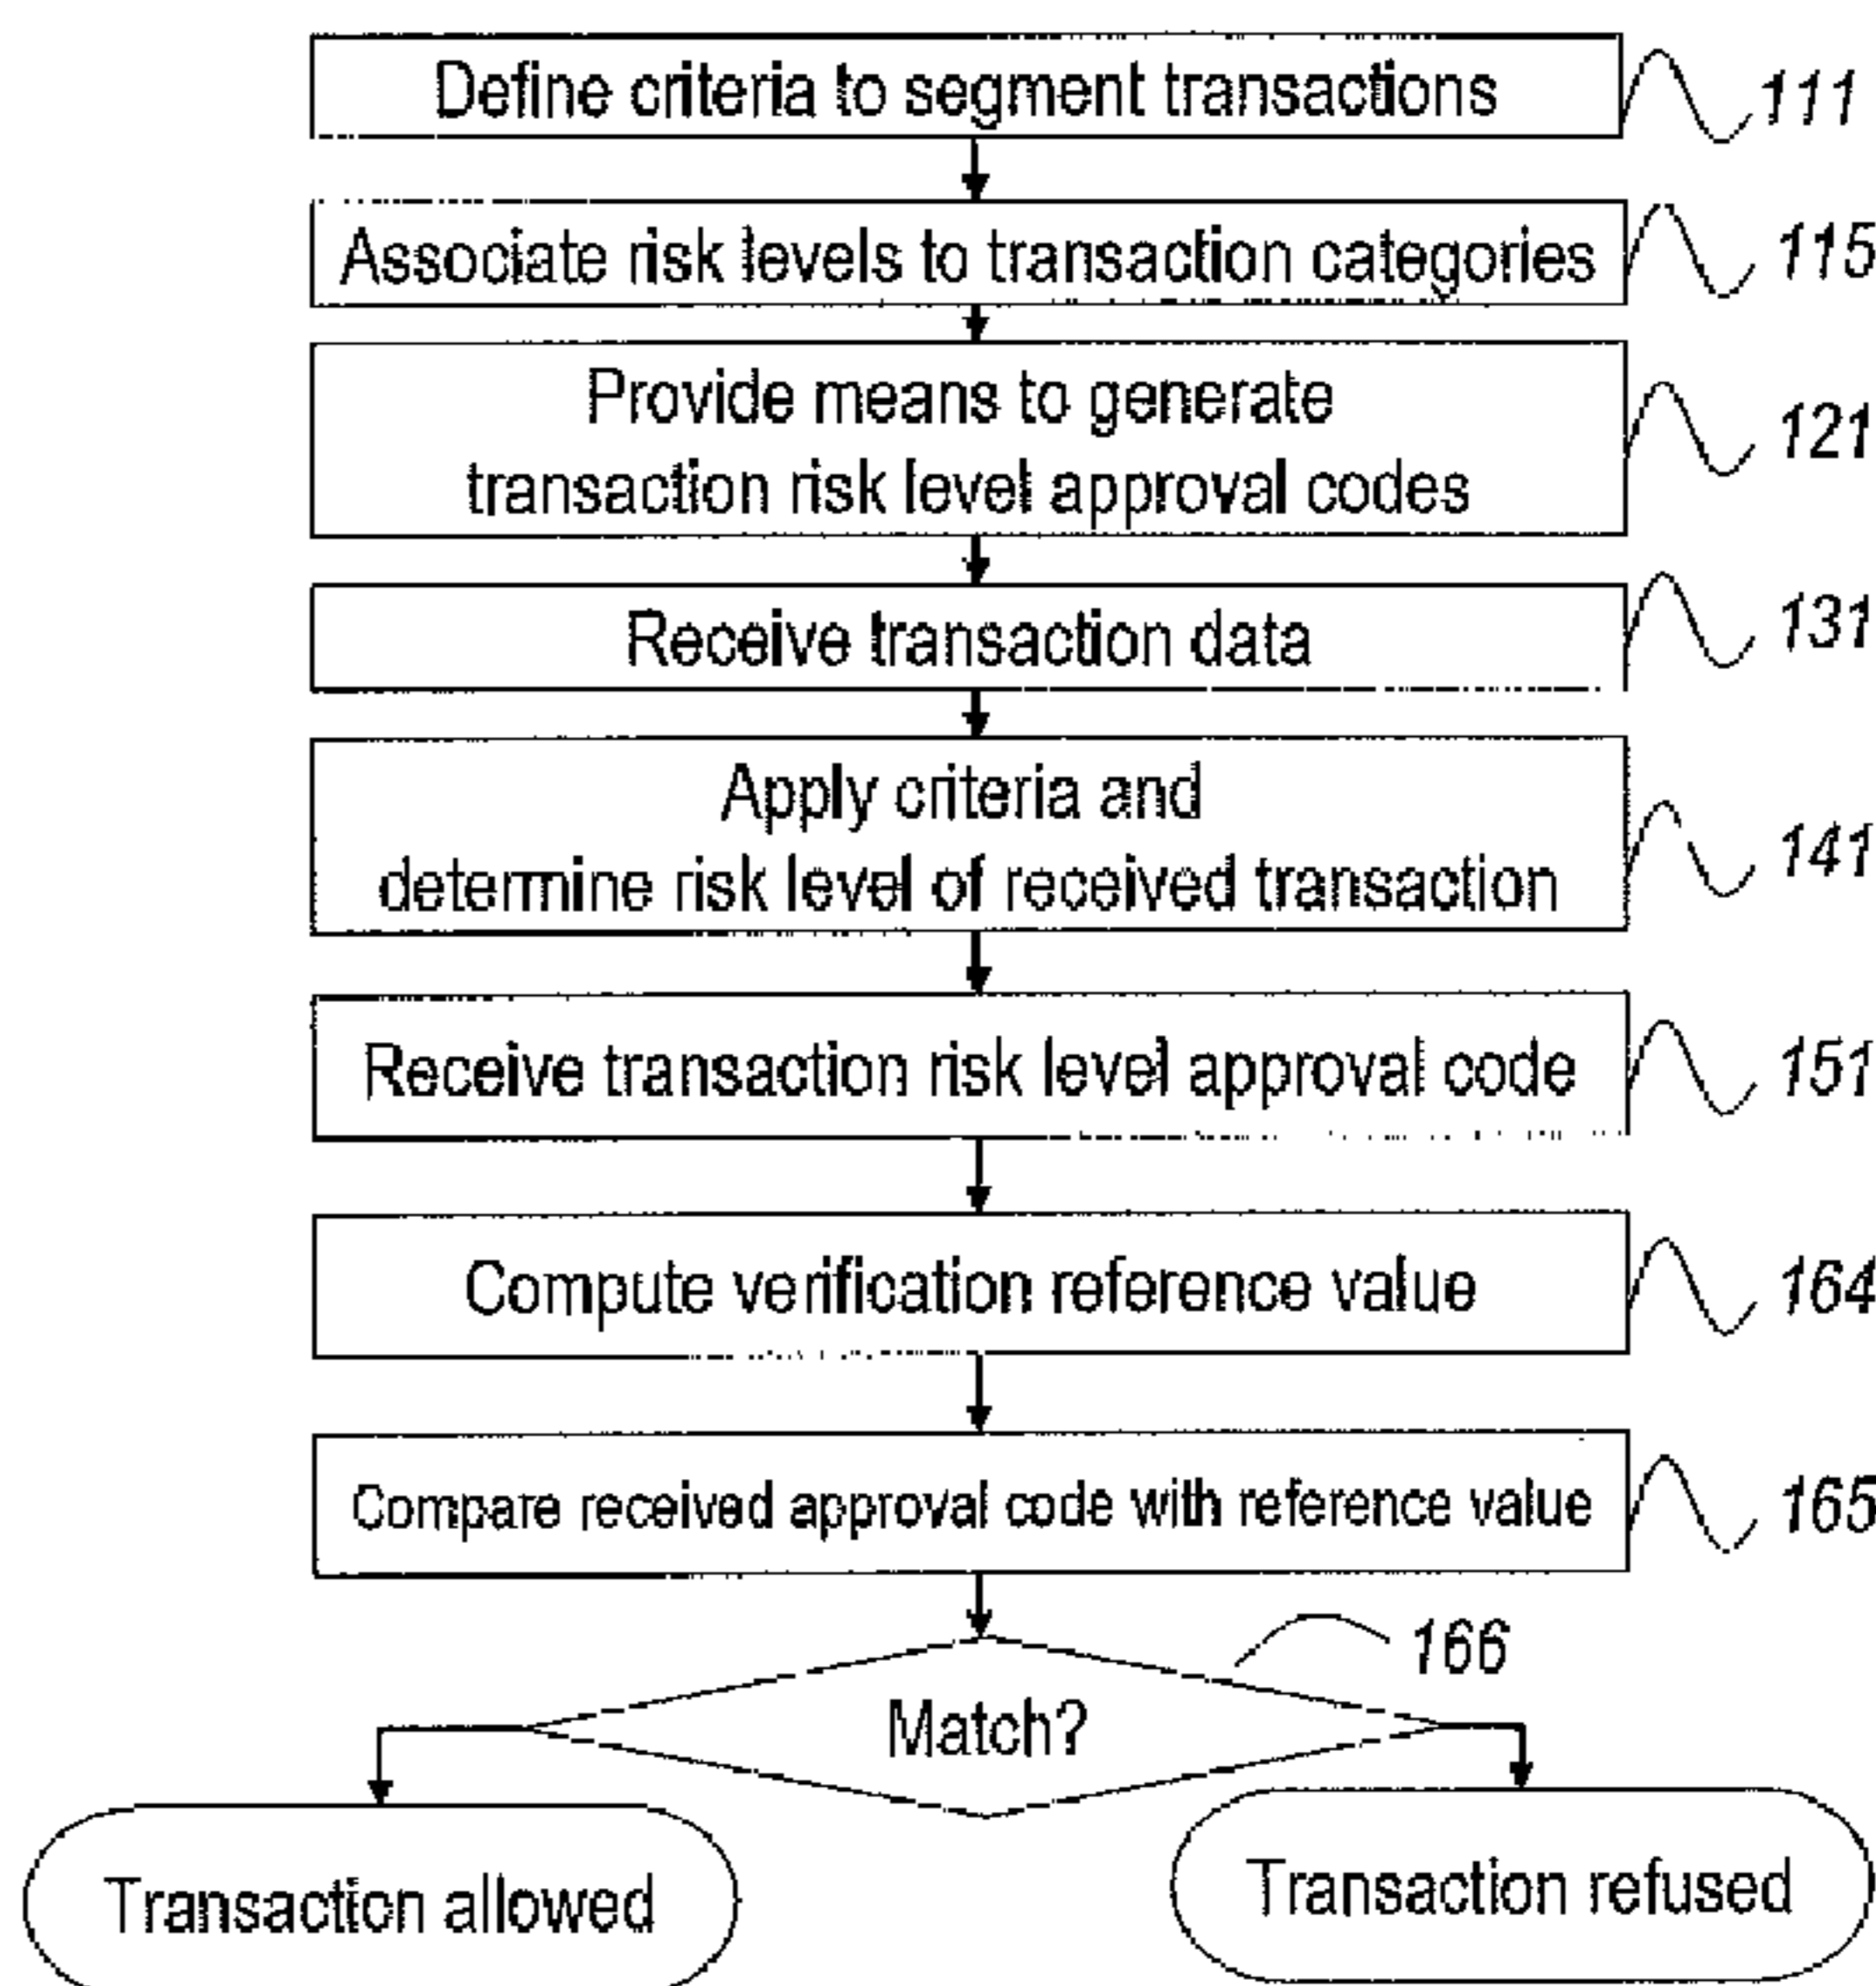 Define criteria to segment transactions
111
Associate risk levels to transaction categories
115
Provide means to generate
transaction risk level approval codes
121
Receive transaction data
131
Apply criteria and
determine risk level of received transaction
141
Receive transaction risk level approval code
151
Compute verification reference value
164
Compare received approval code with reference value
165
166
Match?
Transaction allowed
Transaction refused